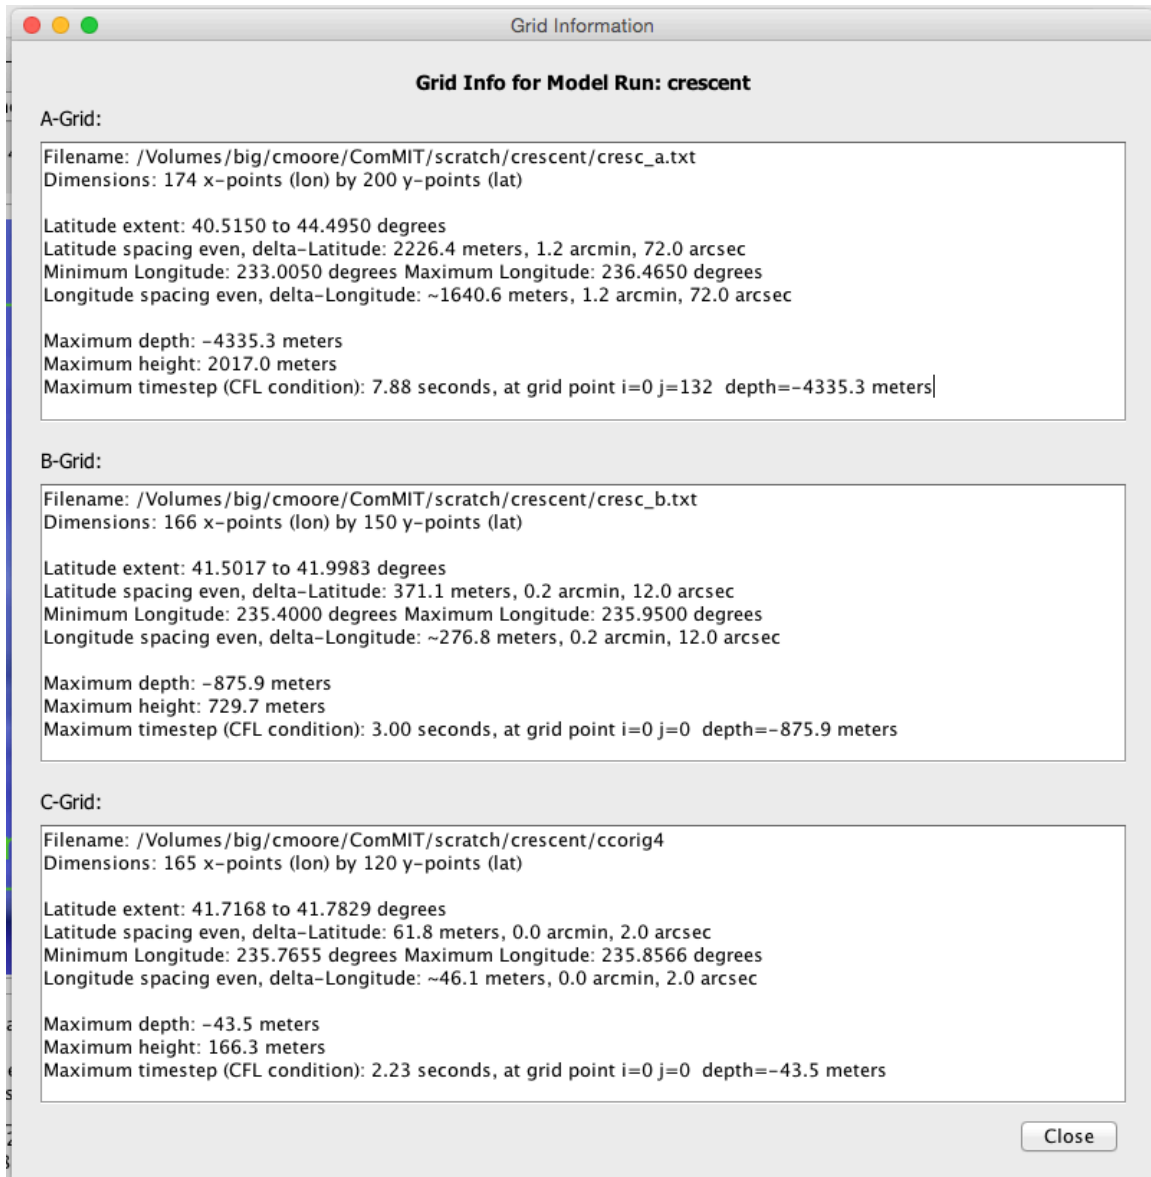 Grid Information
Grid Info for Model Run: crescent
A-Grid:
Filename: /Volumes/big/cmoore/ComMIT/scratch/crescent/cresc_a.txt
Dimensions: 174 x-points (lon) by 200 y-points (lat)
Latitude extent: 40.5150 to 44.4950 degrees
Latitude spacing even, delta-Latitude: 2226.4 meters, 1.2 arcmin, 72.0 arcsec
Minimum Longitude: 233.0050 degrees Maximum Longitude: 236.4650 degrees
Longitude spacing even, delta-Longitude: ~1640.6 meters, 1.2 arcmin, 72.0 arcsec
Maximum depth: -4335.3 meters
Maximum height: 2017.0 meters
Maximum timestep (CFL condition): 7.88 seconds, at grid point i=0 j=132  depth=-4335.3 meters
B-Grid:
Filename: /Volumes/big/cmoore/ComMIT/scratch/crescent/cresc_b.txt
Dimensions: 166 x-points (lon) by 150 y-points (lat)
Latitude extent: 41.5017 to 41.9983 degrees
Latitude spacing even, delta-Latitude: 371.1 meters, 0.2 arcmin, 12.0 arcsec
Minimum Longitude: 235.4000 degrees Maximum Longitude: 235.9500 degrees
Longitude spacing even, delta-Longitude: ~276.8 meters, 0.2 arcmin, 12.0 arcsec
Maximum depth: -875.9 meters
Maximum height: 729.7 meters
Maximum timestep (CFL condition): 3.00 seconds, at grid point i=0 j=0  depth=-875.9 meters
C-Grid:
Filename: /Volumes/big/cmoore/ComMIT/scratch/crescent/ccorig4
Dimensions: 165 x-points (lon) by 120 y-points (lat)
Latitude extent: 41.7168 to 41.7829 degrees
Latitude spacing even, delta-Latitude: 61.8 meters, 0.0 arcmin, 2.0 arcsec
Minimum Longitude: 235.7655 degrees Maximum Longitude: 235.8566 degrees
Longitude spacing even, delta-Longitude: ~46.1 meters, 0.0 arcmin, 2.0 arcsec
Maximum depth: -43.5 meters
Maximum height: 166.3 meters
Maximum timestep (CFL condition): 2.23 seconds, at grid point i=0 j=0  depth=-43.5 meters
Close